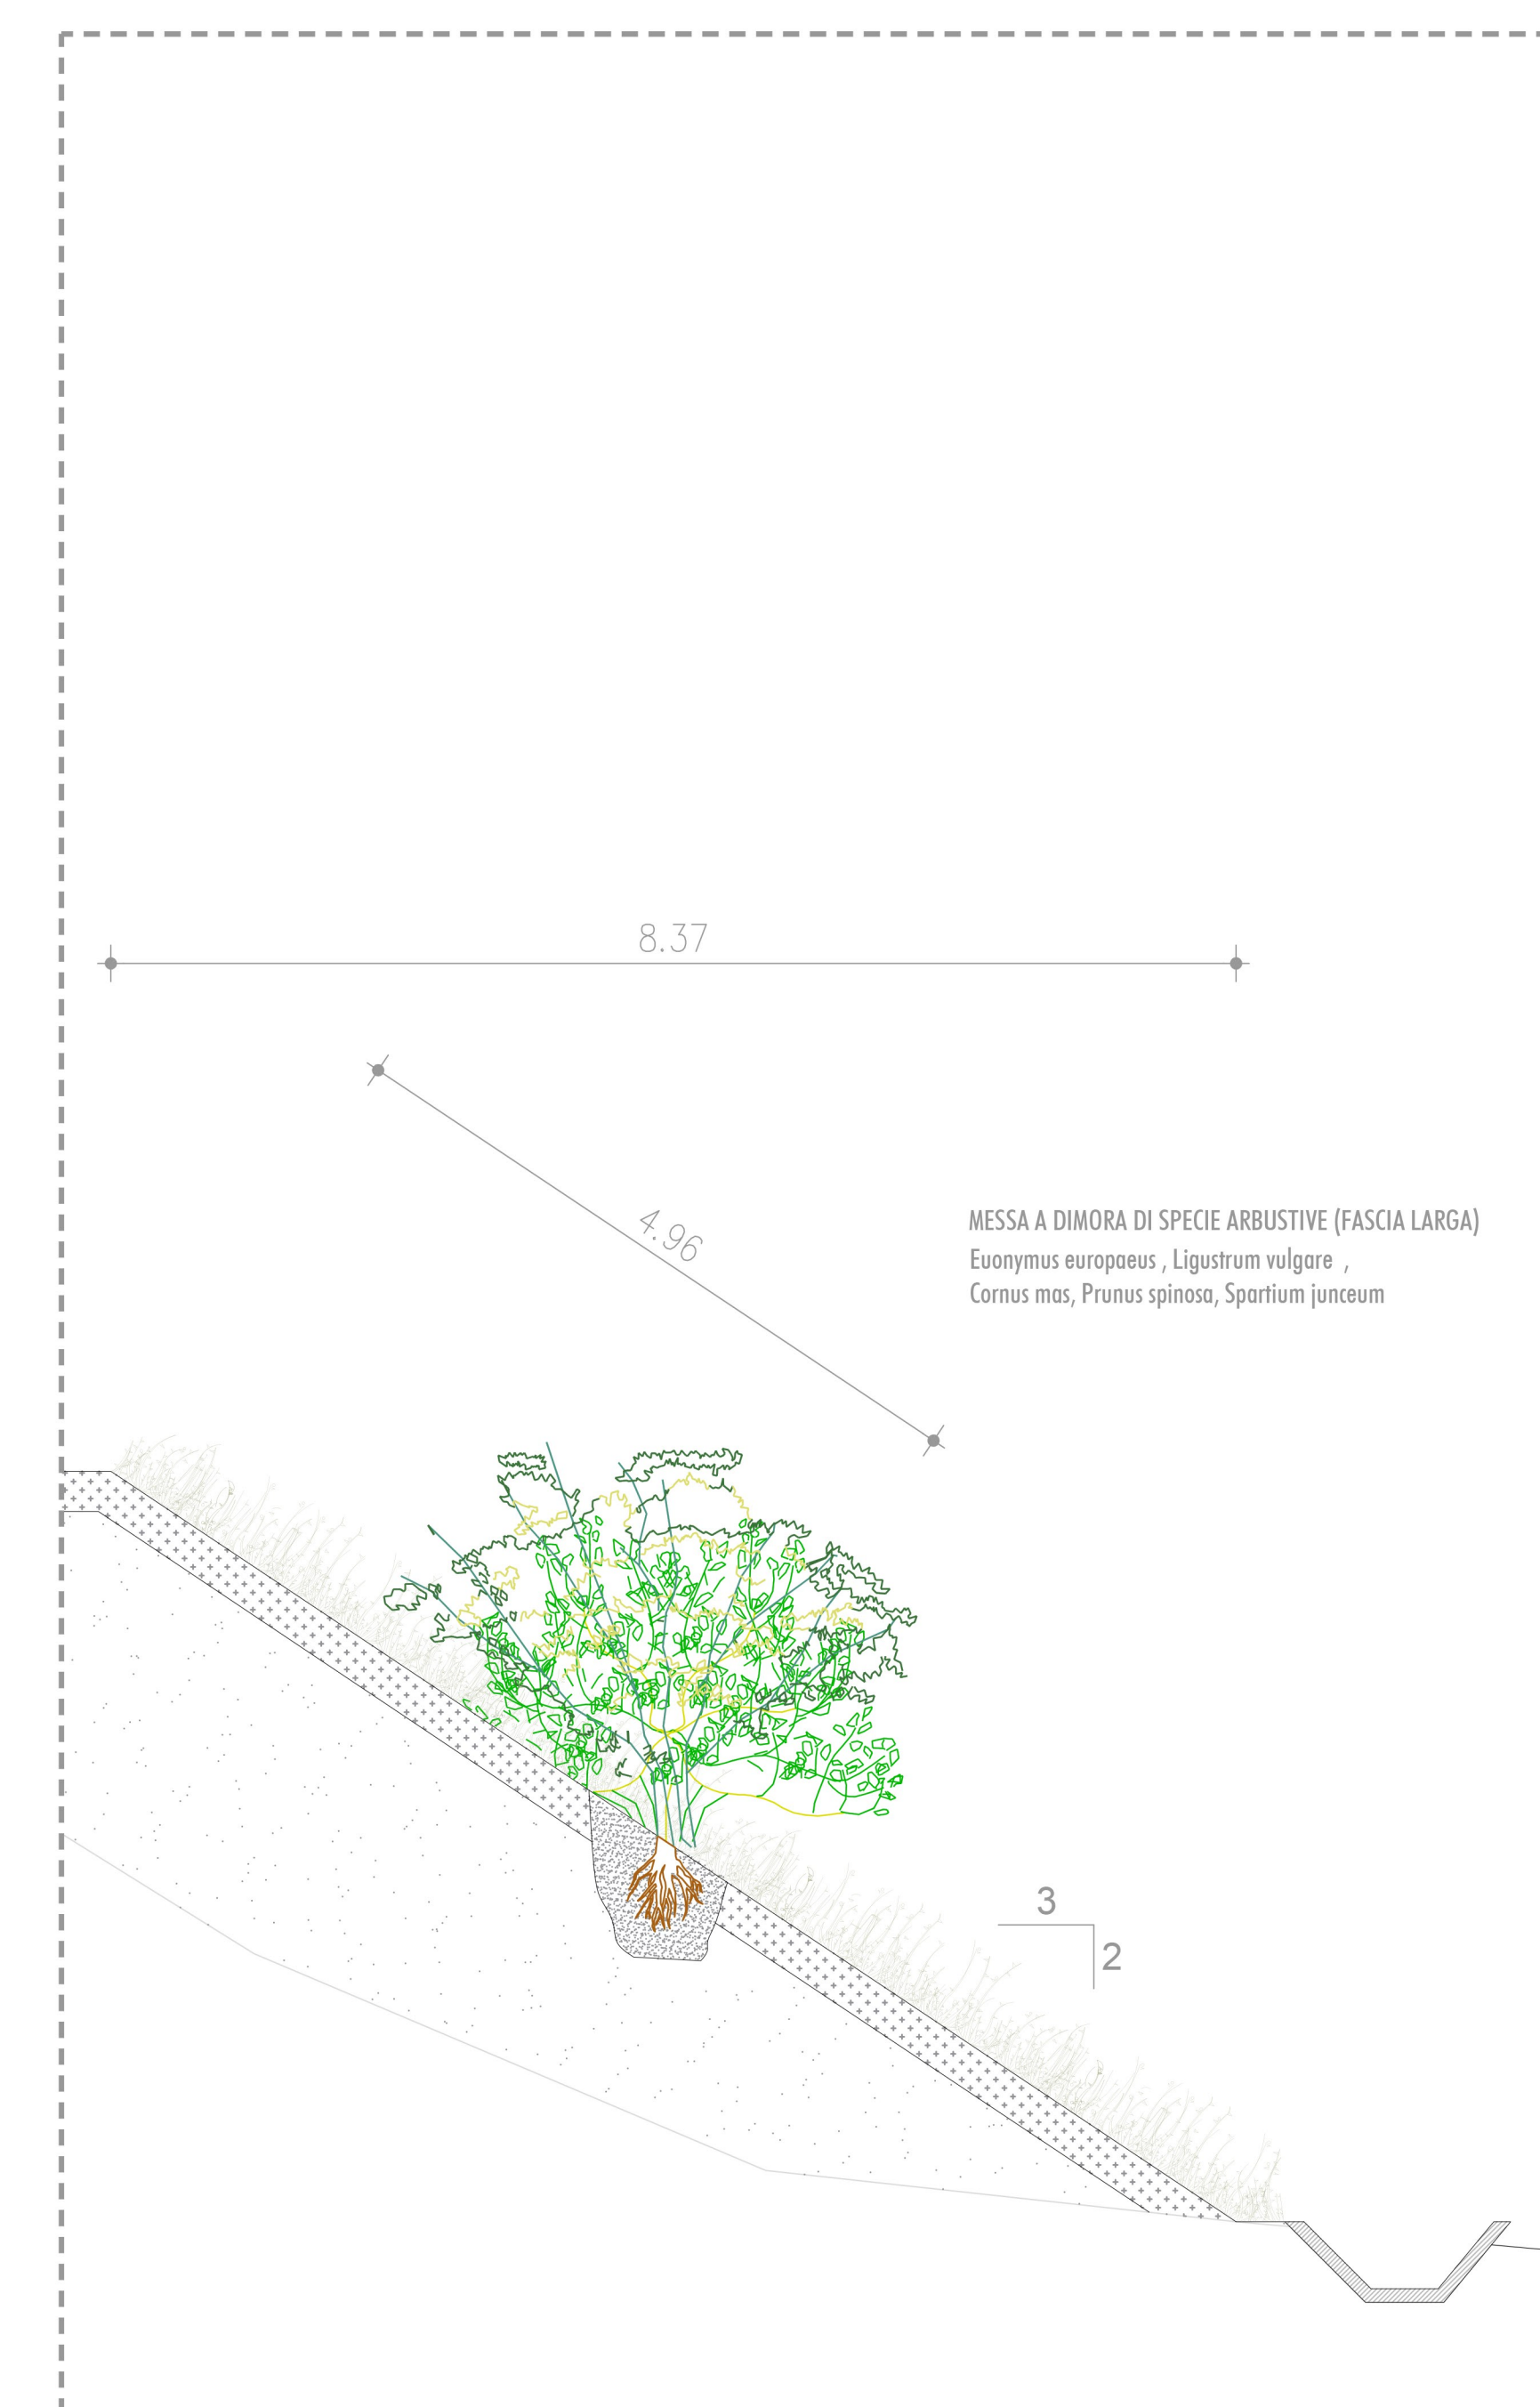 8.37
4.96
MESSA A DIMORA DI SPECIE ARBUSTIVE (FASCIA LARGA)
Euonymus europaeus , Ligustrum vulgare ,
Cornus mas, Prunus spinosa, Spartium junceum
3
2